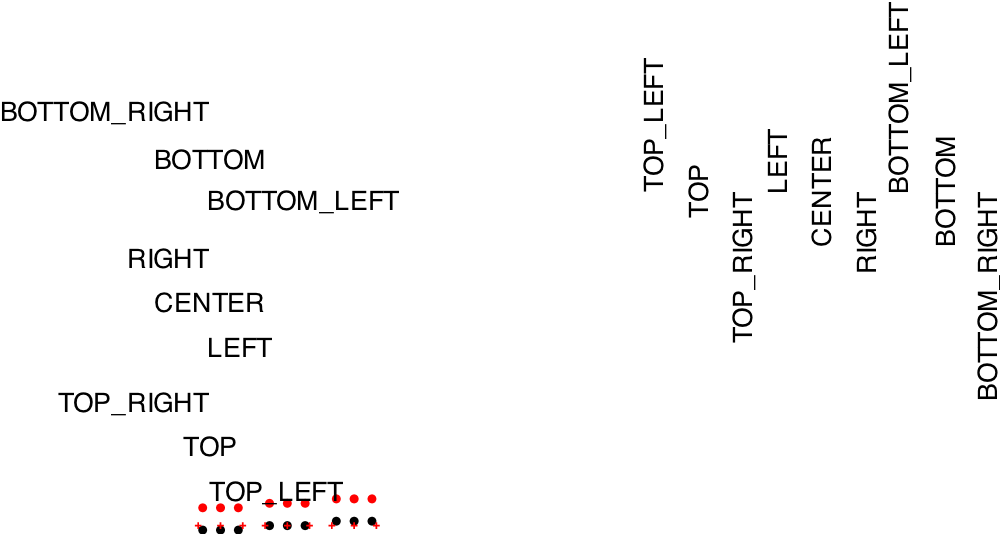 BOTTOM_RIGHT
BOTTOM
BOTTOM_LEFT
RIGHT
CENTER
LEFT
TOP_RIGHT
TOP
TOP_LEFT
TOP_LEFT
TOP
TOP_RIGHT
LEFT
CENTER
RIGHT
BOTTOM_LEFT
BOTTOM
BOTTOM_RIGHT